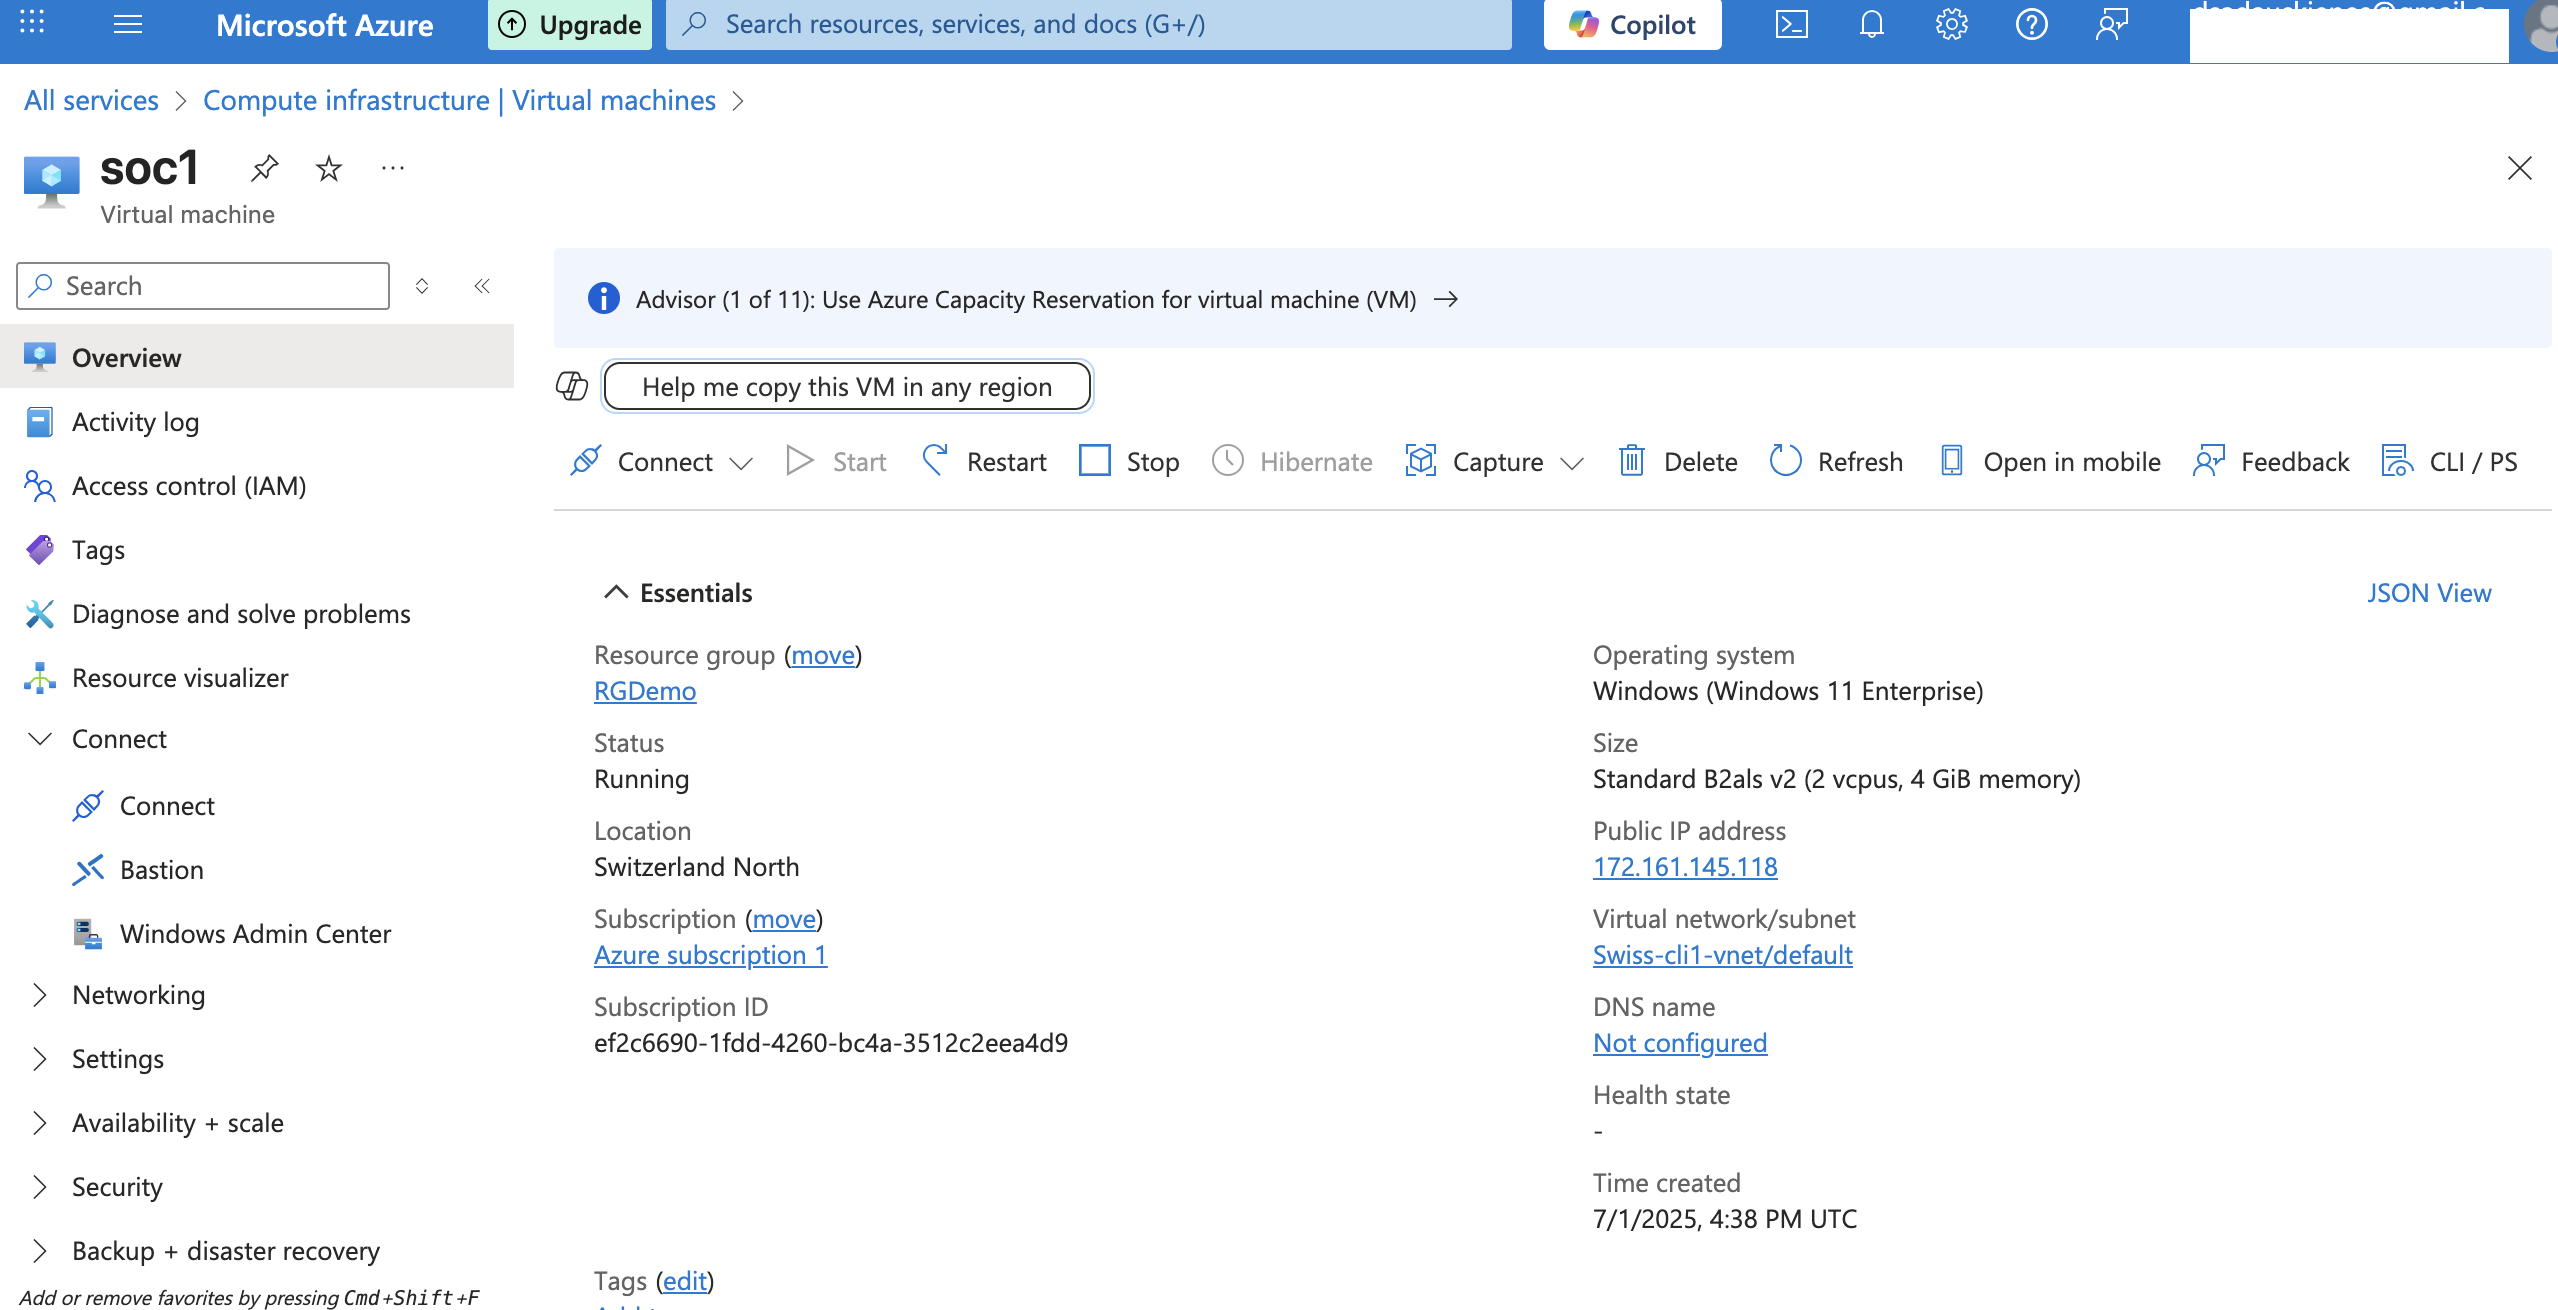 Microsoft Azure
Upgrade
Search resources, services, and docs (G+/)
Copilot
All services > Compute infrastructure | Virtual machines >
soc1
Virtual machine
Search
Overview
Activity log
Access control (IAM)
Tags
Diagnose and solve problems
Resource visualizer
Connect
Connect
Bastion
Windows Admin Center
Networking
Settings
Availability + scale
Security
Backup + disaster recovery
Add or remove favorites by pressing Cmd+Shift+F
Advisor (1 of 11): Use Azure Capacity Reservation for virtual machine (VM) →
Help me copy this VM in any region
Connect Start Restart Stop Hibernate Capture Delete Refresh Open in mobile Feedback CLI / PS
Essentials
JSON View
Resource group (move)
RGDemo
Status
Running
Location
Switzerland North
Subscription (move)
Azure subscription 1
Subscription ID
ef2c6690-1fdd-4260-bc4a-3512c2eea4d9
Operating system
Windows (Windows 11 Enterprise)
Size
Standard B2als v2 (2 vcpus, 4 GiB memory)
Public IP address
172.161.145.118
Virtual network/subnet
Swiss-cli1-vnet/default
DNS name
Not configured
Health state
-
Time created
7/1/2025, 4:38 PM UTC
Tags (edit)